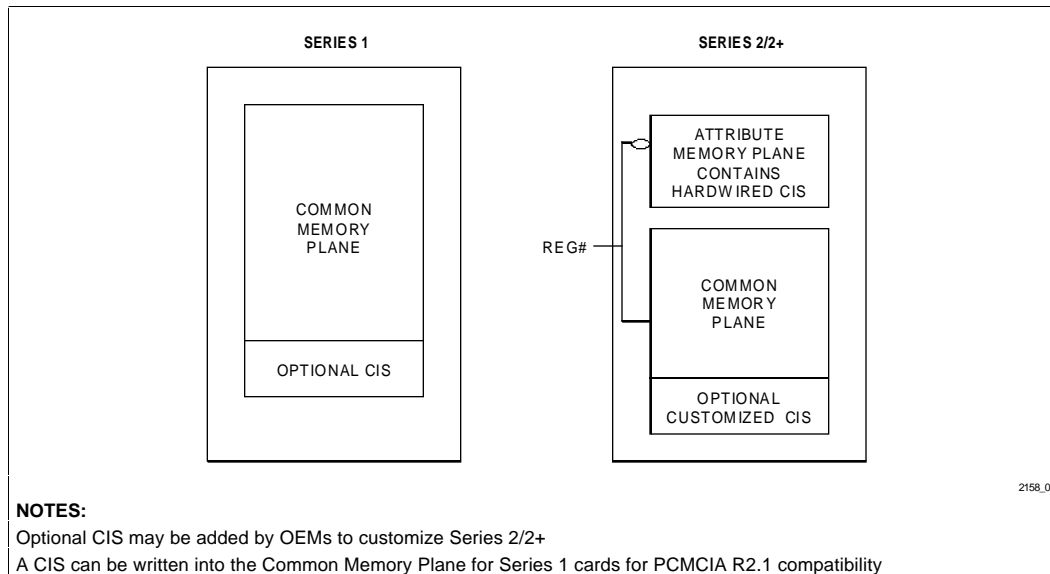 SERIES 1
COMMON
MEMORY
PLANE
OPTIONAL CIS
SERIES 2/2+
ATTRIBUTE
MEMORY PLANE
CONTAINS
HARDWIRED CIS
REG#
COMMON
MEMORY
PLANE
OPTIONAL
CUSTOMIZED CIS
2158_0
NOTES:
Optional CIS may be added by OEMs to customize Series 2/2+
A CIS can be written into the Common Memory Plane for Series 1 cards for PCMCIA R2.1 compatibility